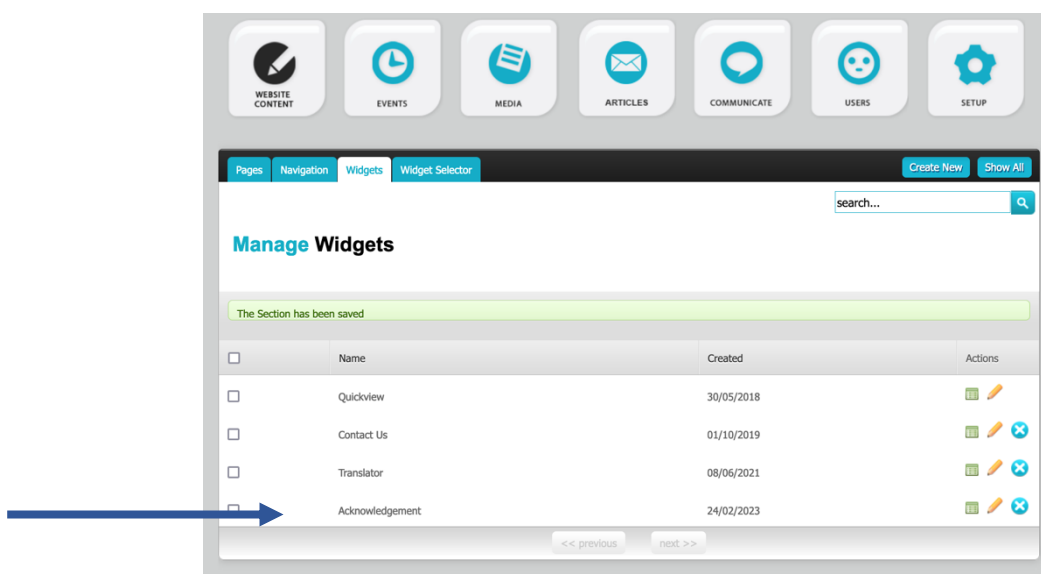 WEBSITE
CONTENT
EVENTS
MEDIA
ARTICLES
COMMUNICATE
USERS
SETUP
Pages Navigation Widgets Widget Selector Create New Show All
search...
Manage Widgets
The Section has been saved
Name Created Actions
Quickview 30/05/2018
Contact Us 01/10/2019
Translator 08/06/2021
Acknowledgement 24/02/2023
<< previous next >>